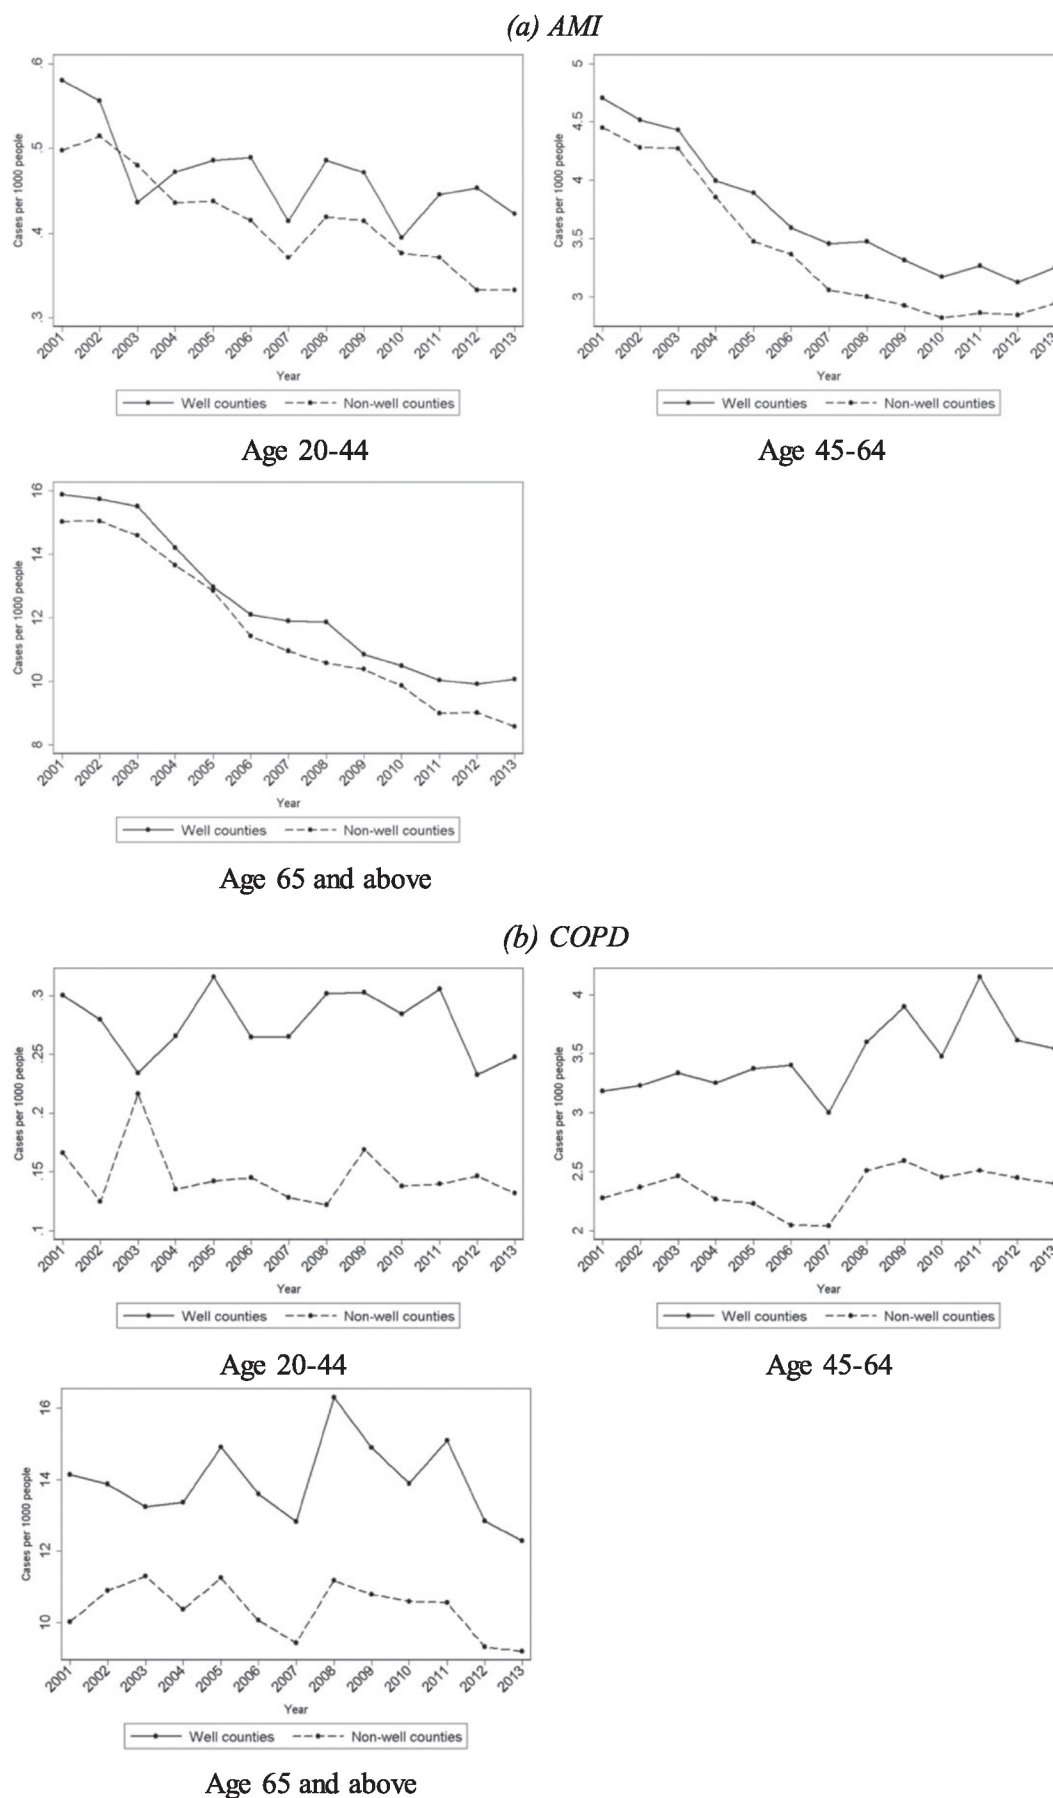 (a) AMI
Cases per 1000 people
.6
.5
.4
.3
2001 2002 2003 2004 2005 2006 2007 2008 2009 2010 2011 2012 2013
Year
Well counties Non-well counties
Age 20-44
Cases per 1000 people
5
4.5
4
3.5
3
2001 2002 2003 2004 2005 2006 2007 2008 2009 2010 2011 2012 2013
Year
Well counties Non-well counties
Age 45-64
Cases per 1000 people
16
14
12
10
8
2001 2002 2003 2004 2005 2006 2007 2008 2009 2010 2011 2012 2013
Year
Well counties Non-well counties
Age 65 and above
(b) COPD
Cases per 1000 people
.3
.25
.2
.15
.1
2001 2002 2003 2004 2005 2006 2007 2008 2009 2010 2011 2012 2013
Year
Well counties Non-well counties
Age 20-44
Cases per 1000 people
4
3.5
3
2.5
2
2001 2002 2003 2004 2005 2006 2007 2008 2009 2010 2011 2012 2013
Year
Well counties Non-well counties
Age 45-64
Cases per 1000 people
16
14
12
10
2001 2002 2003 2004 2005 2006 2007 2008 2009 2010 2011 2012 2013
Year
Well counties Non-well counties
Age 65 and above